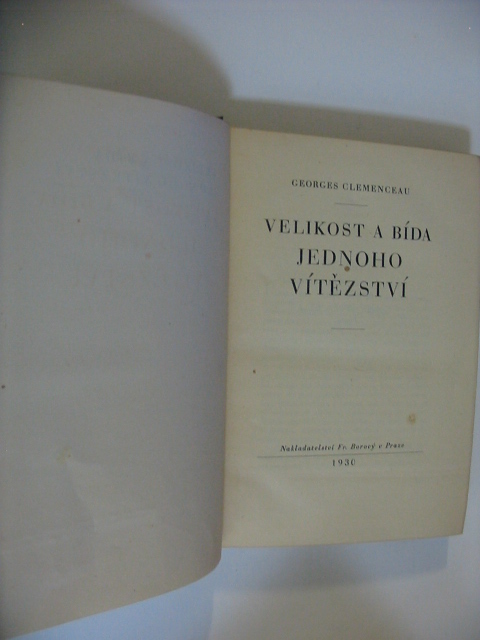 GEORGES CLEMENCEAU
VELIKOST A BÍDA
JEDNOHO
VÍTĚZSTVÍ
Nakladatelství Fr. Borový v Praze
1930